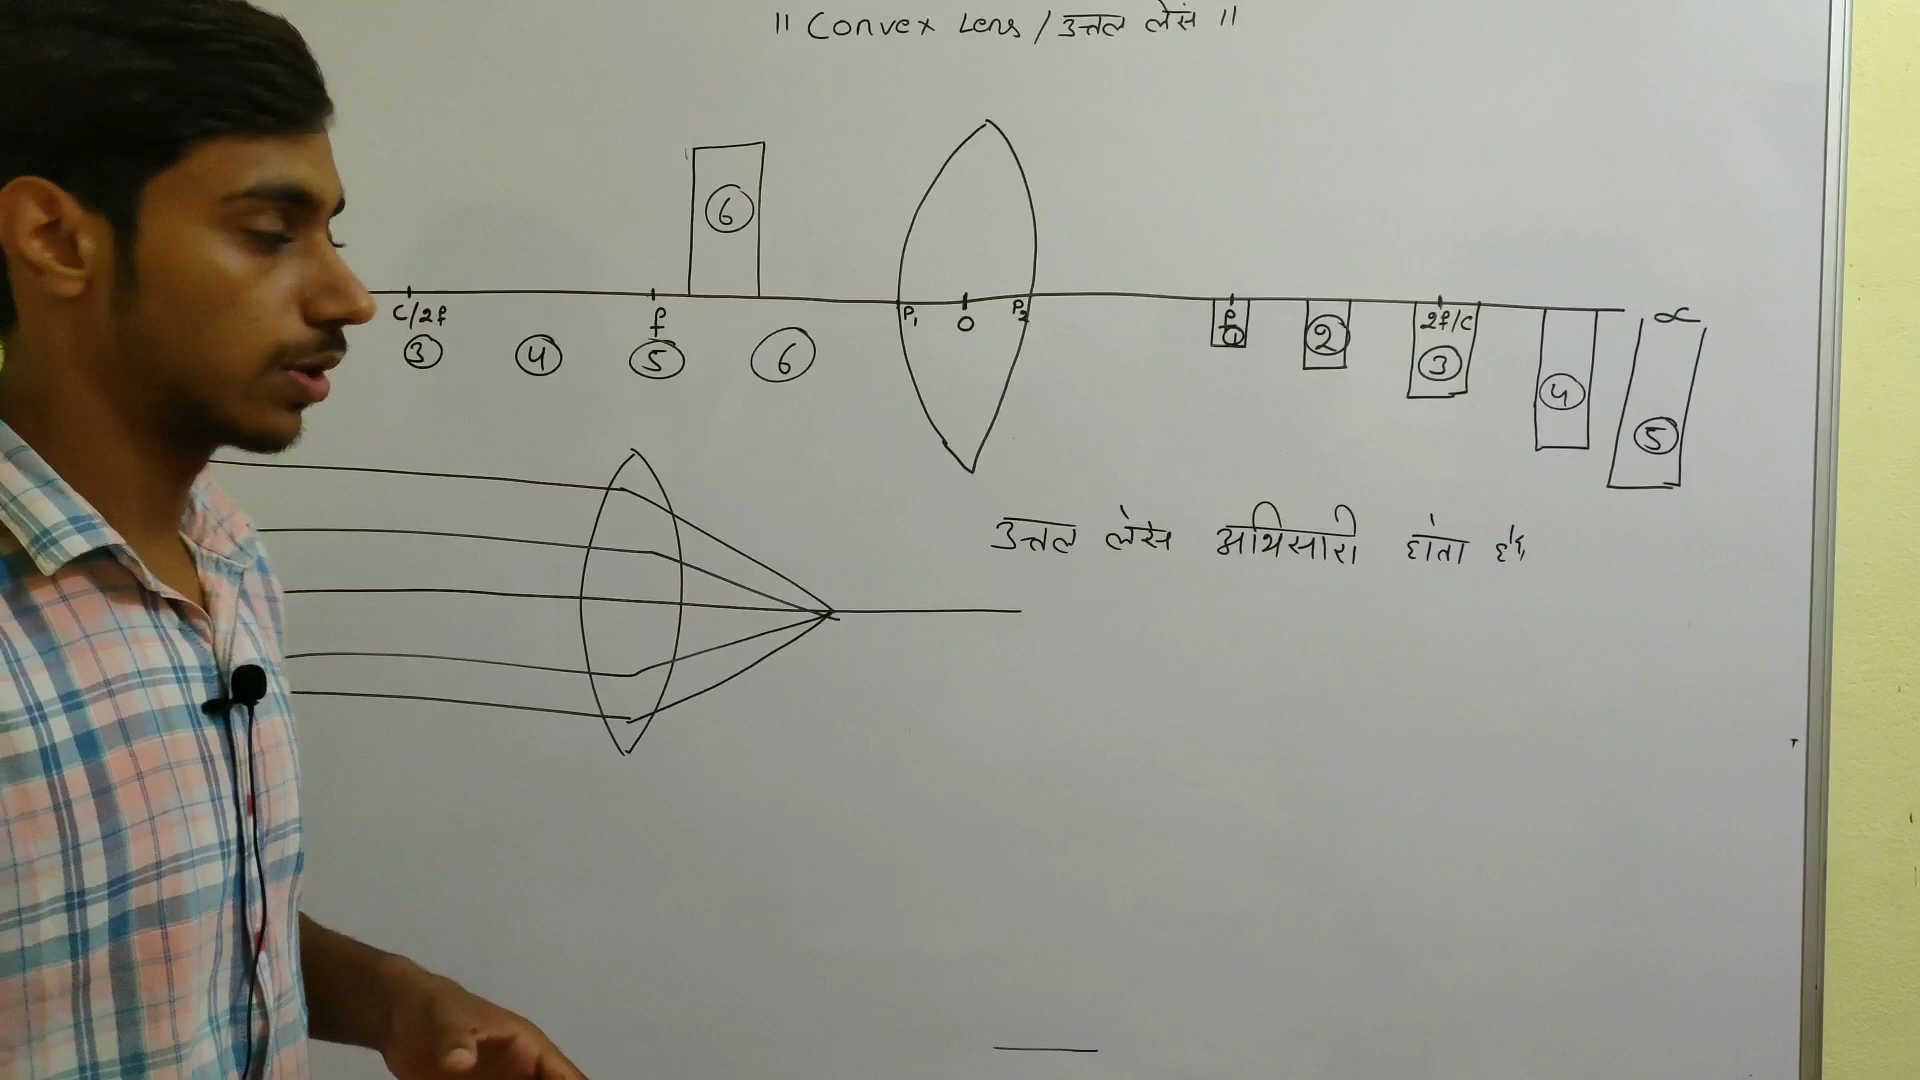 || Convex Lens / उत्तल लेंस ||
6
C/2f f P₁ O P₂ f 2f/C ∝
3 4 5 6 1 2 3 4 5
उत्तल लेंस अभिसारी होता है